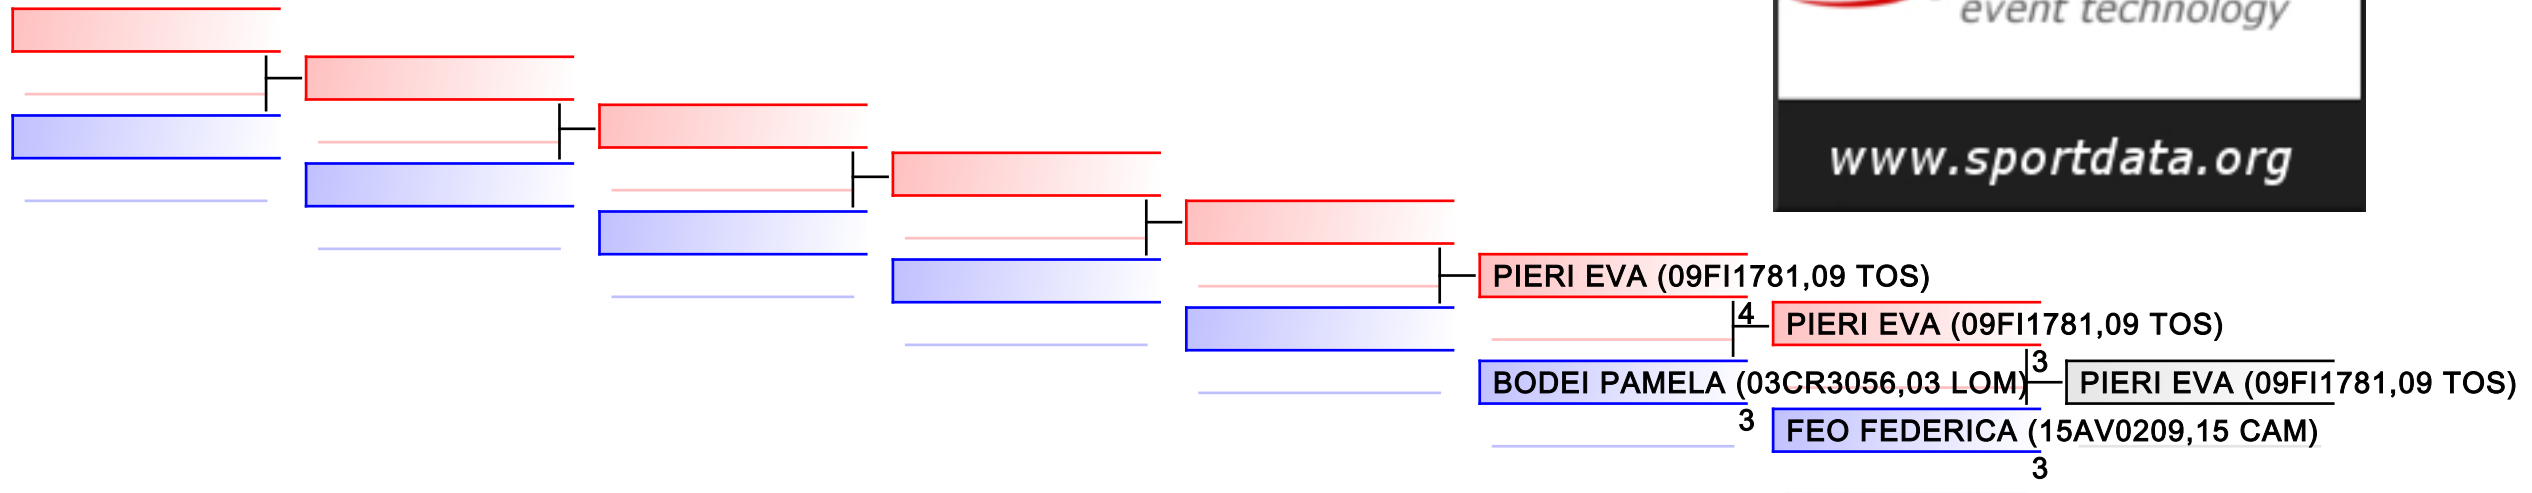 event technology
www.sportdata.org
PIERI EVA (09FI1781,09 TOS)
4
PIERI EVA (09FI1781,09 TOS)
3
BODEI PAMELA (03CR3056,03 LOM)
PIERI EVA (09FI1781,09 TOS)
3
FEO FEDERICA (15AV0209,15 CAM)
3